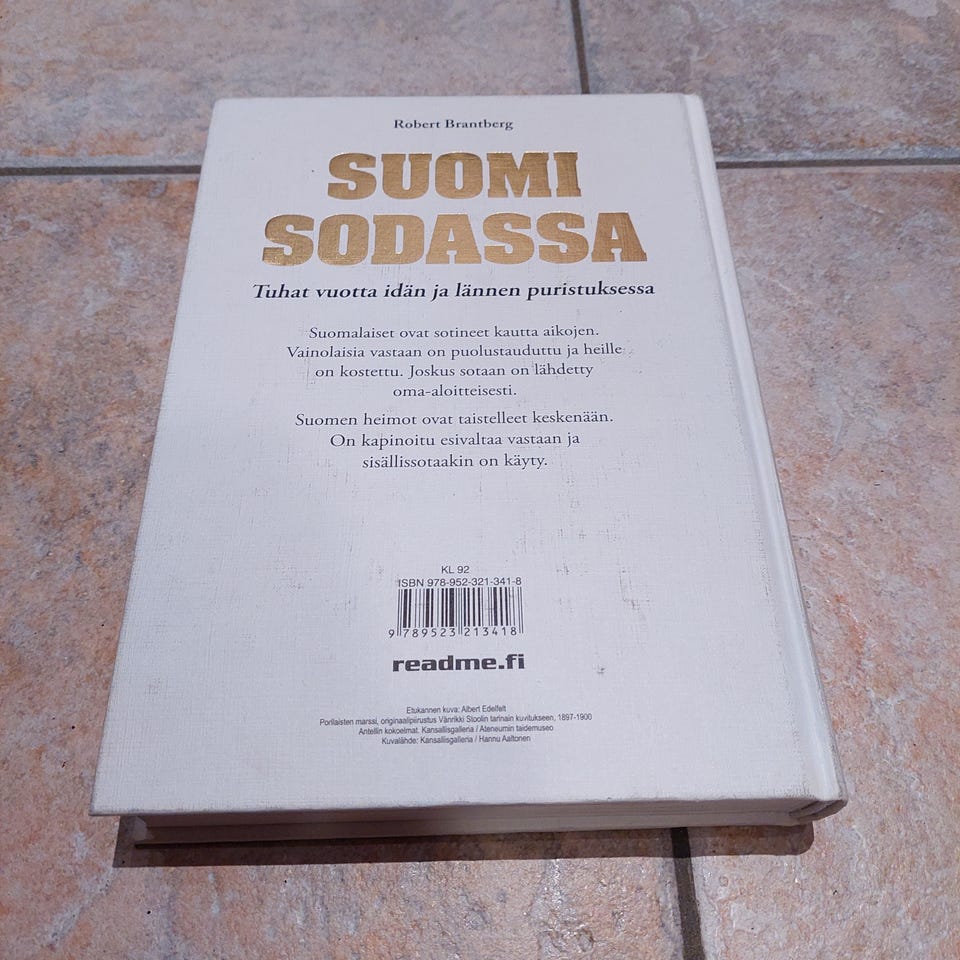 Robert Brantberg
SUOMI
SODASSA
Tuhat vuotta idän ja lännen puristuksessa
Suomalaiset ovat sotineet kautta aikojen.
Vainolaisia vastaan on puolustauduttu ja heille
on kostettu. Joskus sotaan on lähdetty
oma-aloitteisesti.
Suomen heimot ovat taistelleet keskenään.
On kapinoitu esivaltaa vastaan ja
sisällissotaakin on käyty.
KL 92
ISBN 978-952-321-341-8
9 789523 213418
readme.fi
Etukannen kuva: Albert Edelfelt
Porilaisten marssi, originaalipiirustus Vänrikki Stoolin tarinain kuvitukseen, 1897-1900
Antellin kokoelmat. Kansallisgalleria / Ateneumin taidemuseo
Kuvalähde: Kansallisgalleria / Hannu Aaltonen